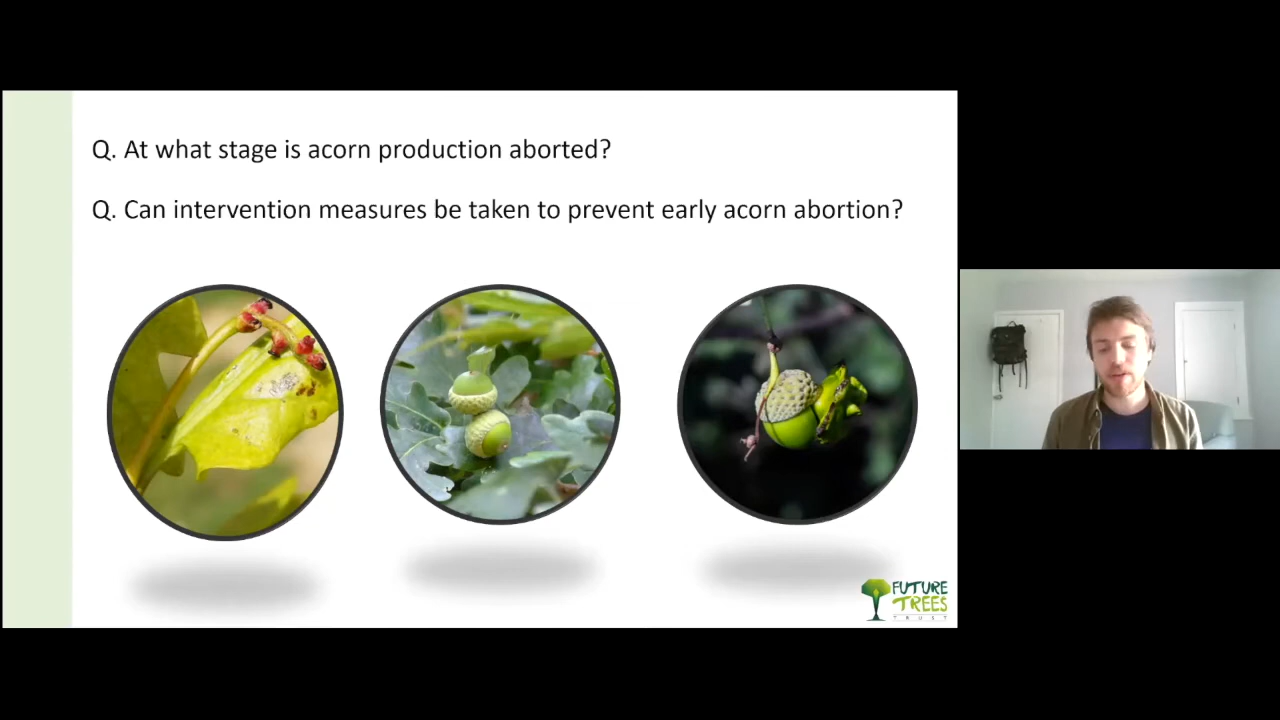 Q. At what stage is acorn production aborted?
Q. Can intervention measures be taken to prevent early acorn abortion?
FUTURE
TREES
TRUST